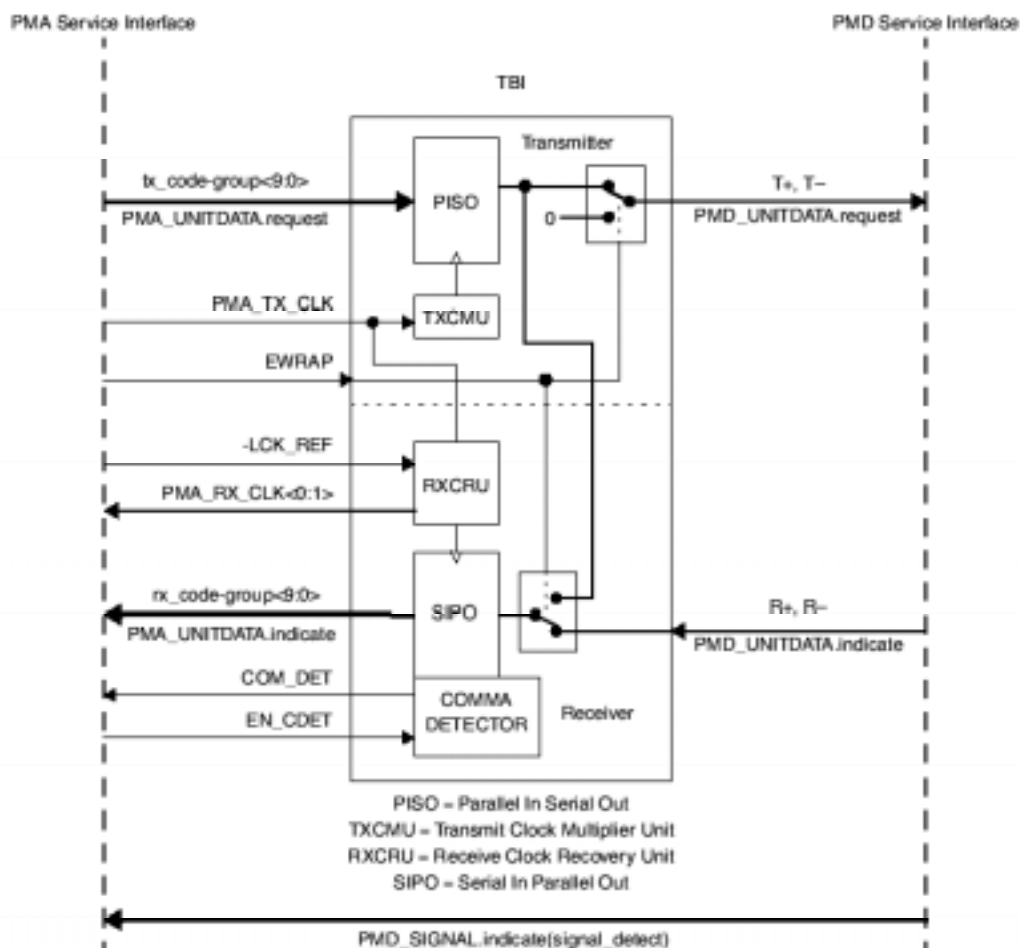 PMA Service Interface
PMD Service Interface
TBI
Transmitter
tx_code-group<9:0>
PISO
T+, T–
PMA_UNITDATA.request
0
PMD_UNITDATA.request
PMA_TX_CLK
TXCMU
EWRAP
-LCK_REF
RXCRU
PMA_RX_CLK<0:1>
rx_code-group<9:0>
SIPO
R+, R–
PMA_UNITDATA.indicate
PMD_UNITDATA.indicate
COM_DET
COMMA
DETECTOR
EN_CDET
Receiver
PISO – Parallel In Serial Out
TXCMU – Transmit Clock Multiplier Unit
RXCRU – Receive Clock Recovery Unit
SIPO – Serial In Parallel Out
PMD_SIGNAL.indicate(signal_detect)